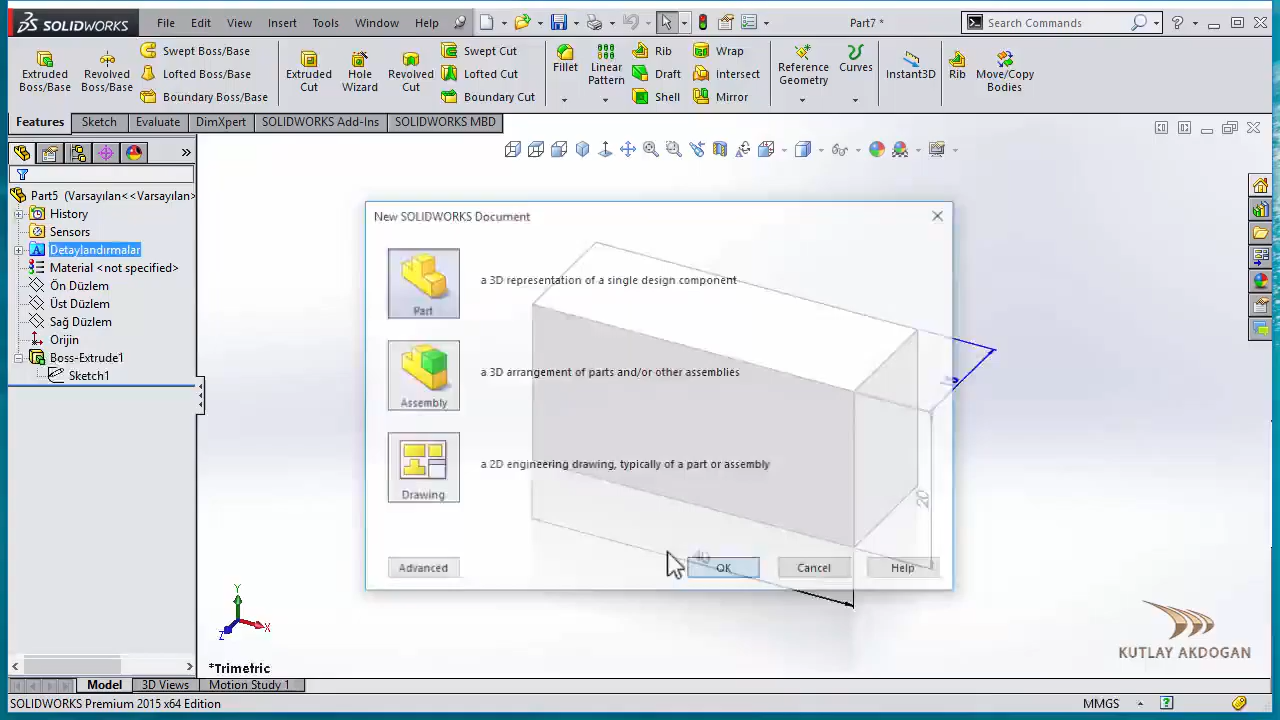 SOLIDWORKS
File Edit View Insert Tools Window Help
Part7 *
Search Commands
Extruded Boss/Base
Revolved Boss/Base
Swept Boss/Base
Lofted Boss/Base
Boundary Boss/Base
Extruded Cut
Hole Wizard
Revolved Cut
Swept Cut
Lofted Cut
Boundary Cut
Fillet
Linear Pattern
Rib
Draft
Shell
Wrap
Intersect
Mirror
Reference Geometry
Curves
Instant3D
Rib
Move/Copy Bodies
Features Sketch Evaluate DimXpert SOLIDWORKS Add-Ins SOLIDWORKS MBD
Part5 (Varsayılan<<Varsayılan>
History
Sensors
Detaylandırmalar
Material <not specified>
Ön Düzlem
Üst Düzlem
Sağ Düzlem
Orijin
Boss-Extrude1
Sketch1
New SOLIDWORKS Document
Part
a 3D representation of a single design component
Assembly
a 3D arrangement of parts and/or other assemblies
Drawing
a 2D engineering drawing, typically of a part or assembly
Advanced OK Cancel Help
20
40
Y
X
Z
*Trimetric
KUTLAY AKDOGAN
Model 3D Views Motion Study 1
SOLIDWORKS Premium 2015 x64 Edition
MMGS